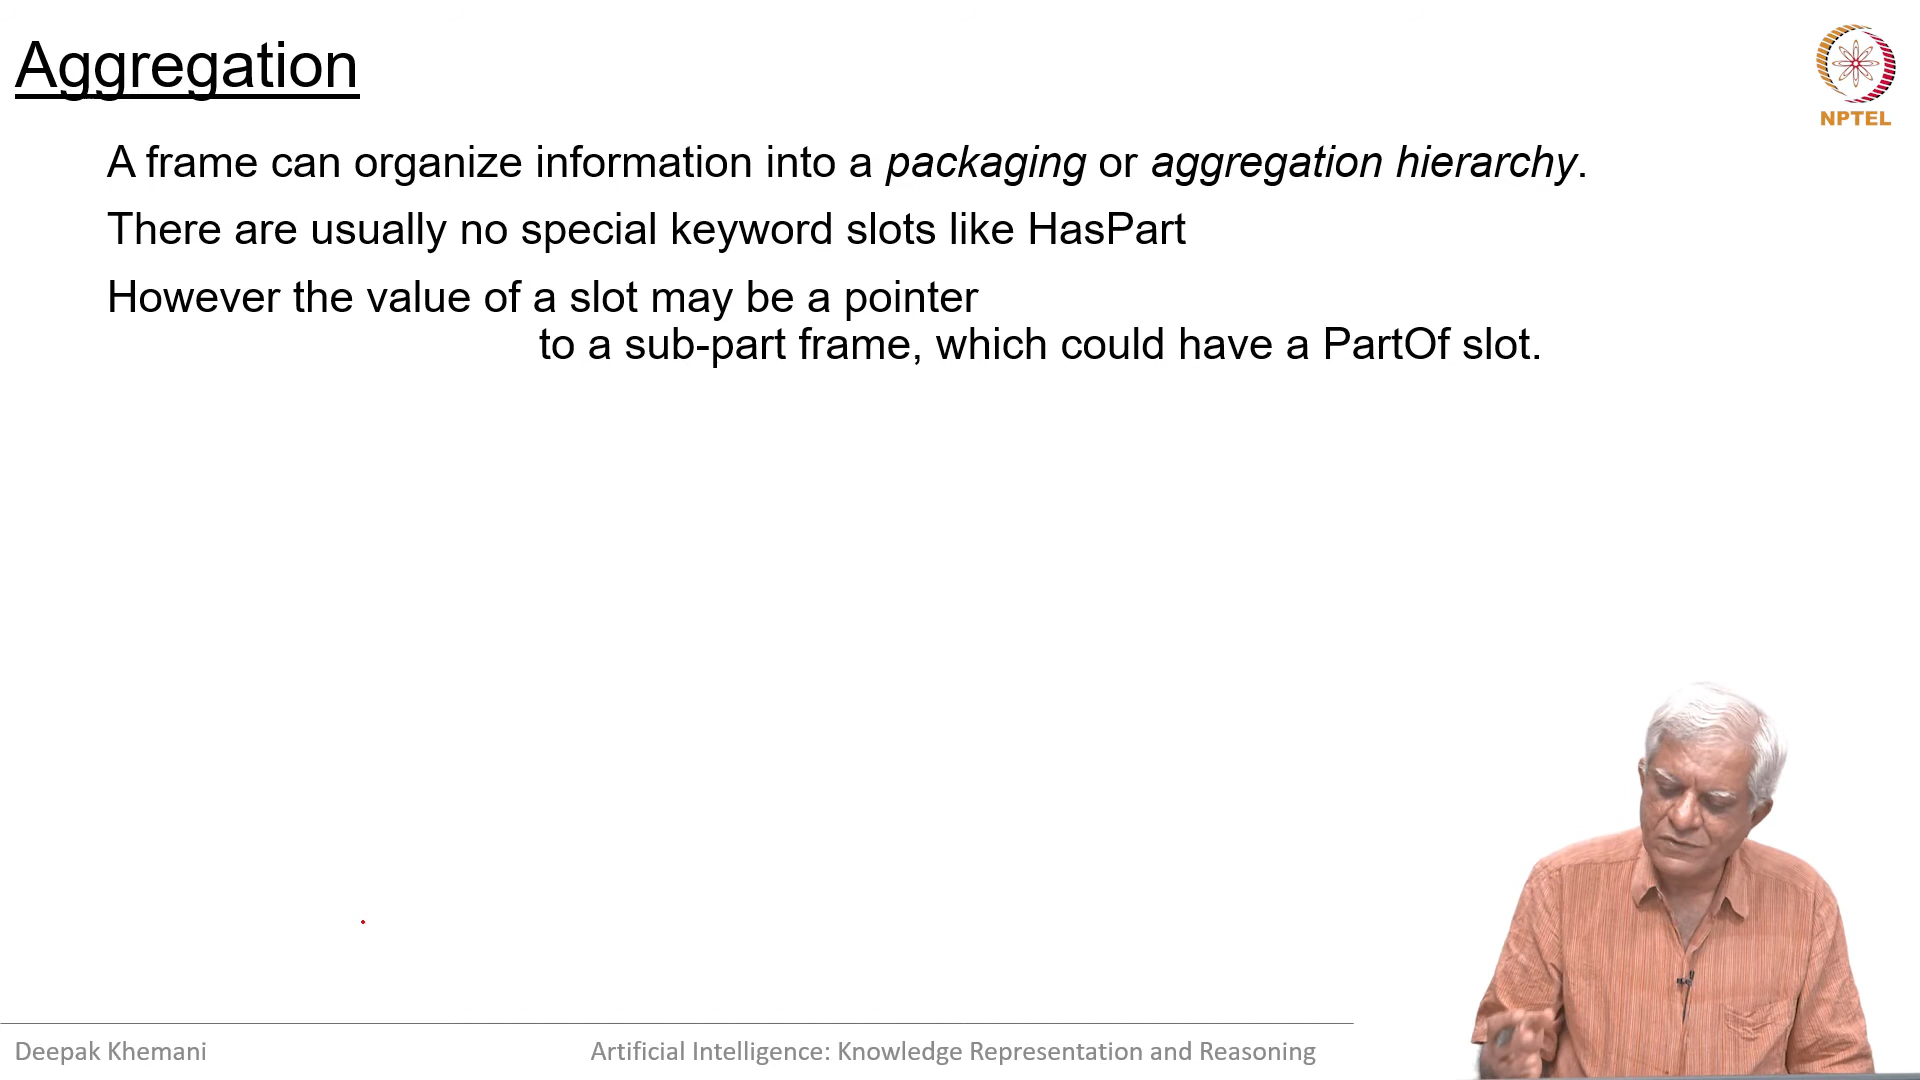 Aggregation
NPTEL
A frame can organize information into a packaging or aggregation hierarchy.
There are usually no special keyword slots like HasPart
However the value of a slot may be a pointer
to a sub-part frame, which could have a PartOf slot.
Deepak Khemani
Artificial Intelligence: Knowledge Representation and Reasoning